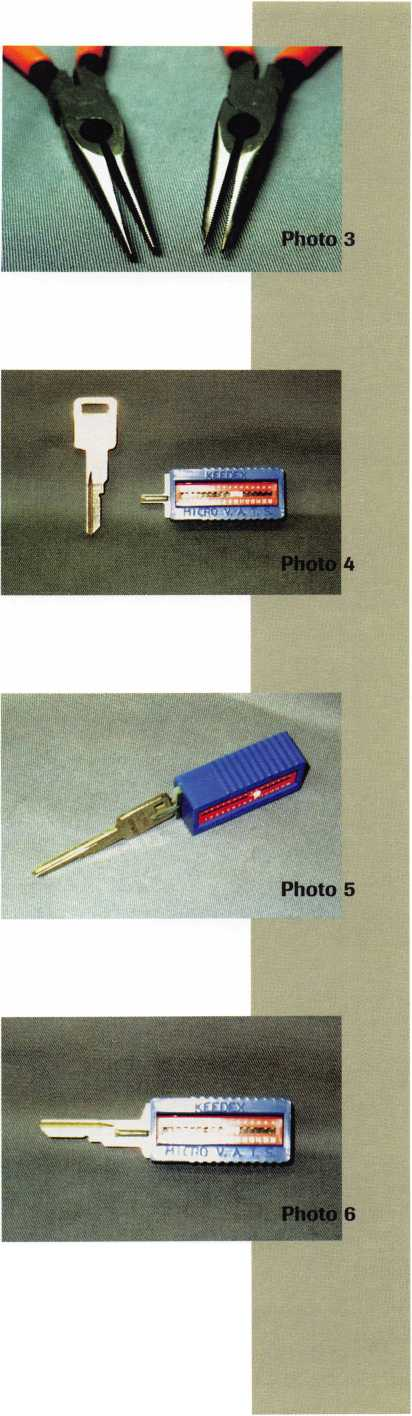 Photo 3
KEEDEX
MICRO V. A. T. S.
Photo 4
Photo 5
KEEDEX
MICRO V. A. T. S.
Photo 6